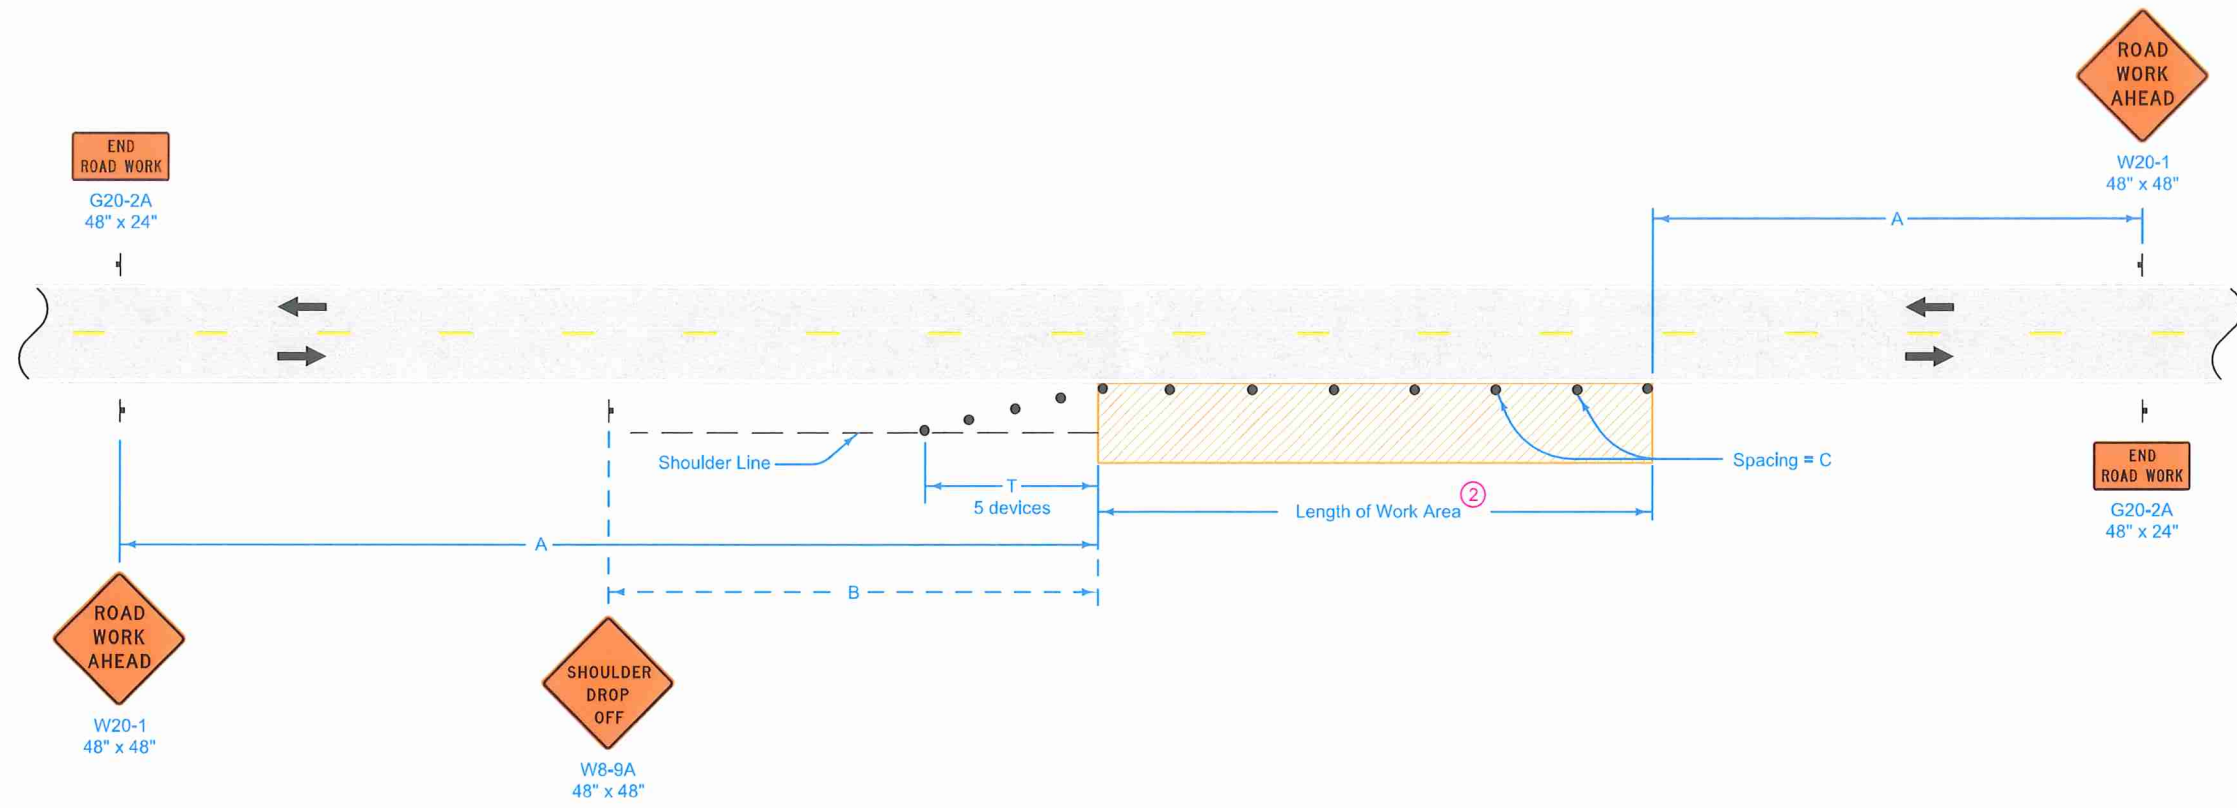 ROAD
WORK
AHEAD
W20-1
48" x 48"
END
ROAD WORK
G20-2A
48" x 24"
A
Shoulder Line
Spacing = C
T
5 devices
Length of Work Area ②
END
ROAD WORK
G20-2A
48" x 24"
A
B
ROAD
WORK
AHEAD
W20-1
48" x 48"
SHOULDER
DROP
OFF
W8-9A
48" x 48"